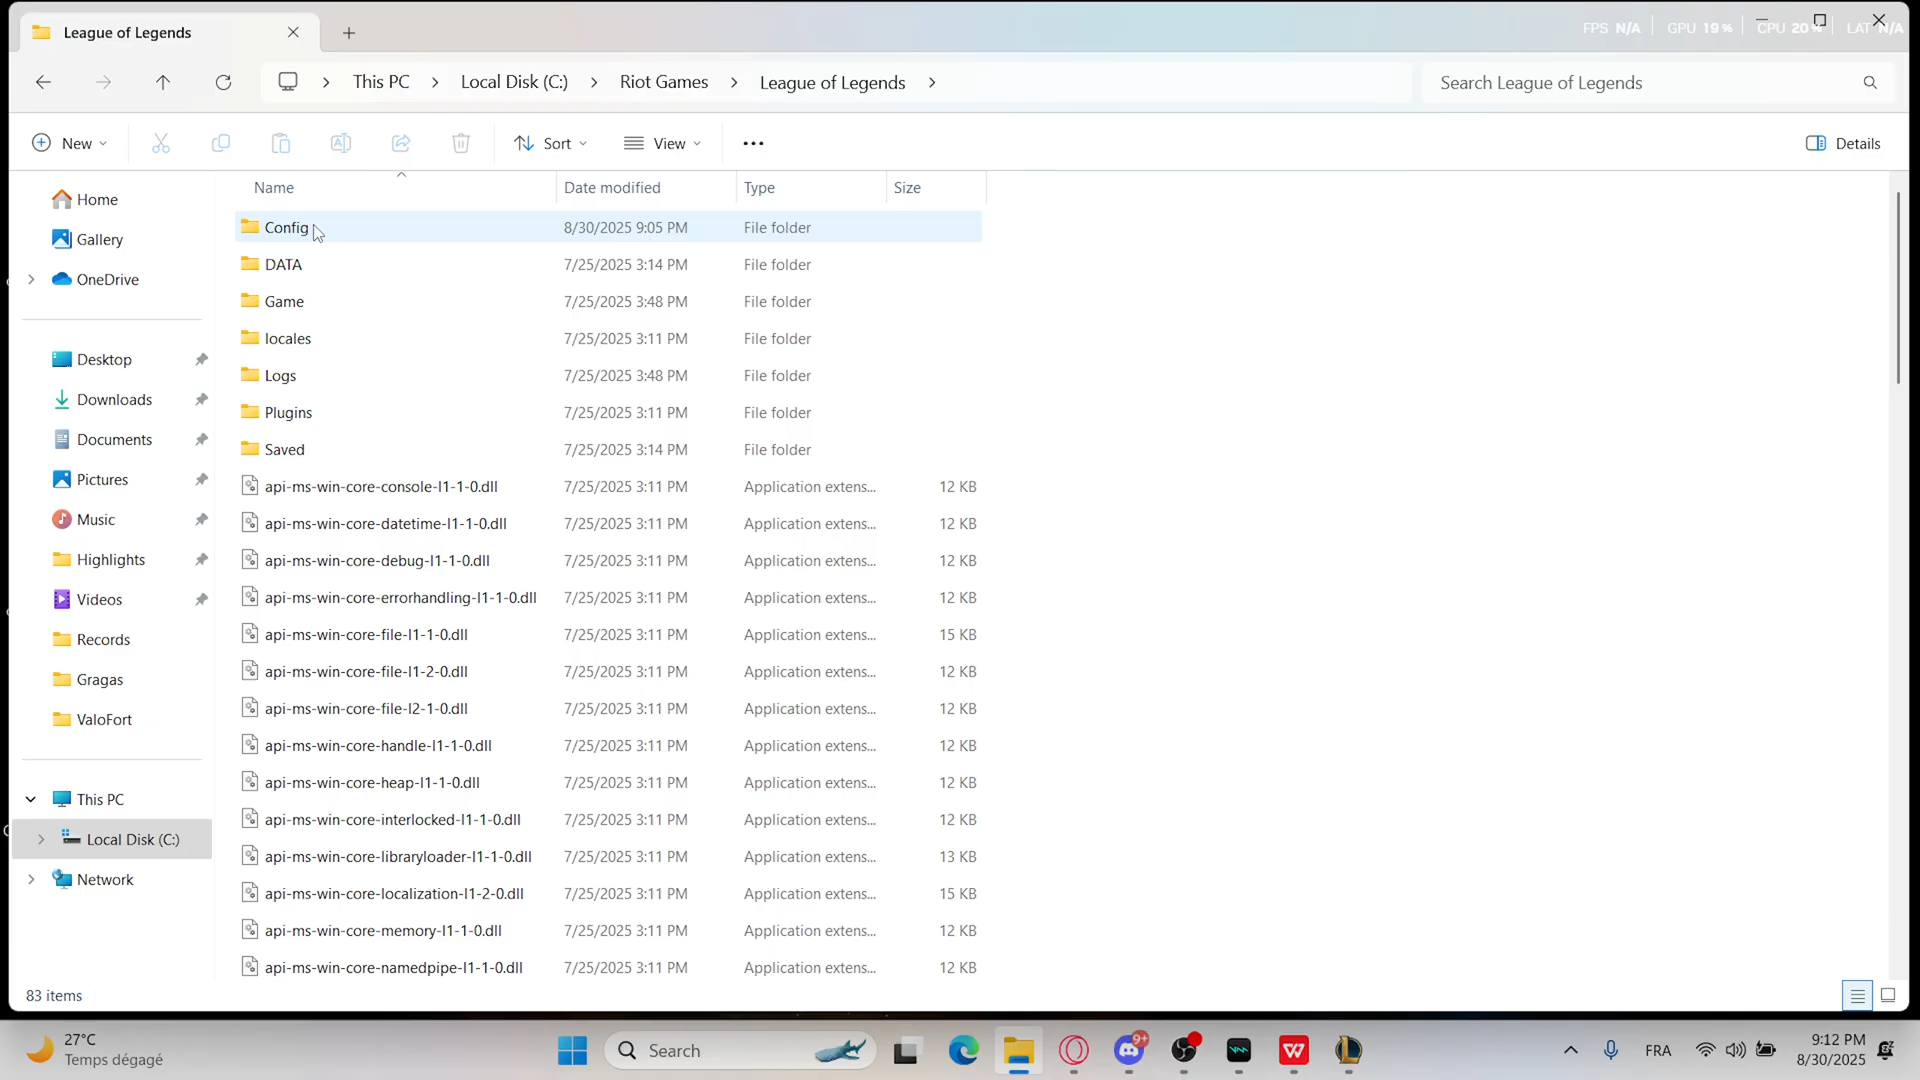 League of Legends
FPS N/A GPU 19% CPU 20% LAT N/A
This PC Local Disk (C:) Riot Games League of Legends
Search League of Legends
New Sort View Details
Name Date modified Type Size
Home
Gallery
OneDrive
Desktop
Downloads
Documents
Pictures
Music
Highlights
Videos
Records
Gragas
ValoFort
This PC
Local Disk (C:)
Network
Config 8/30/2025 9:05 PM File folder
DATA 7/25/2025 3:14 PM File folder
Game 7/25/2025 3:48 PM File folder
locales 7/25/2025 3:11 PM File folder
Logs 7/25/2025 3:48 PM File folder
Plugins 7/25/2025 3:11 PM File folder
Saved 7/25/2025 3:14 PM File folder
api-ms-win-core-console-l1-1-0.dll 7/25/2025 3:11 PM Application extens... 12 KB
api-ms-win-core-datetime-l1-1-0.dll 7/25/2025 3:11 PM Application extens... 12 KB
api-ms-win-core-debug-l1-1-0.dll 7/25/2025 3:11 PM Application extens... 12 KB
api-ms-win-core-errorhandling-l1-1-0.dll 7/25/2025 3:11 PM Application extens... 12 KB
api-ms-win-core-file-l1-1-0.dll 7/25/2025 3:11 PM Application extens... 15 KB
api-ms-win-core-file-l1-2-0.dll 7/25/2025 3:11 PM Application extens... 12 KB
api-ms-win-core-file-l2-1-0.dll 7/25/2025 3:11 PM Application extens... 12 KB
api-ms-win-core-handle-l1-1-0.dll 7/25/2025 3:11 PM Application extens... 12 KB
api-ms-win-core-heap-l1-1-0.dll 7/25/2025 3:11 PM Application extens... 12 KB
api-ms-win-core-interlocked-l1-1-0.dll 7/25/2025 3:11 PM Application extens... 12 KB
api-ms-win-core-libraryloader-l1-1-0.dll 7/25/2025 3:11 PM Application extens... 13 KB
api-ms-win-core-localization-l1-2-0.dll 7/25/2025 3:11 PM Application extens... 15 KB
api-ms-win-core-memory-l1-1-0.dll 7/25/2025 3:11 PM Application extens... 12 KB
api-ms-win-core-namedpipe-l1-1-0.dll 7/25/2025 3:11 PM Application extens... 12 KB
83 items
27°C
Temps dégagé
Search
9+
FRA
9:12 PM
8/30/2025